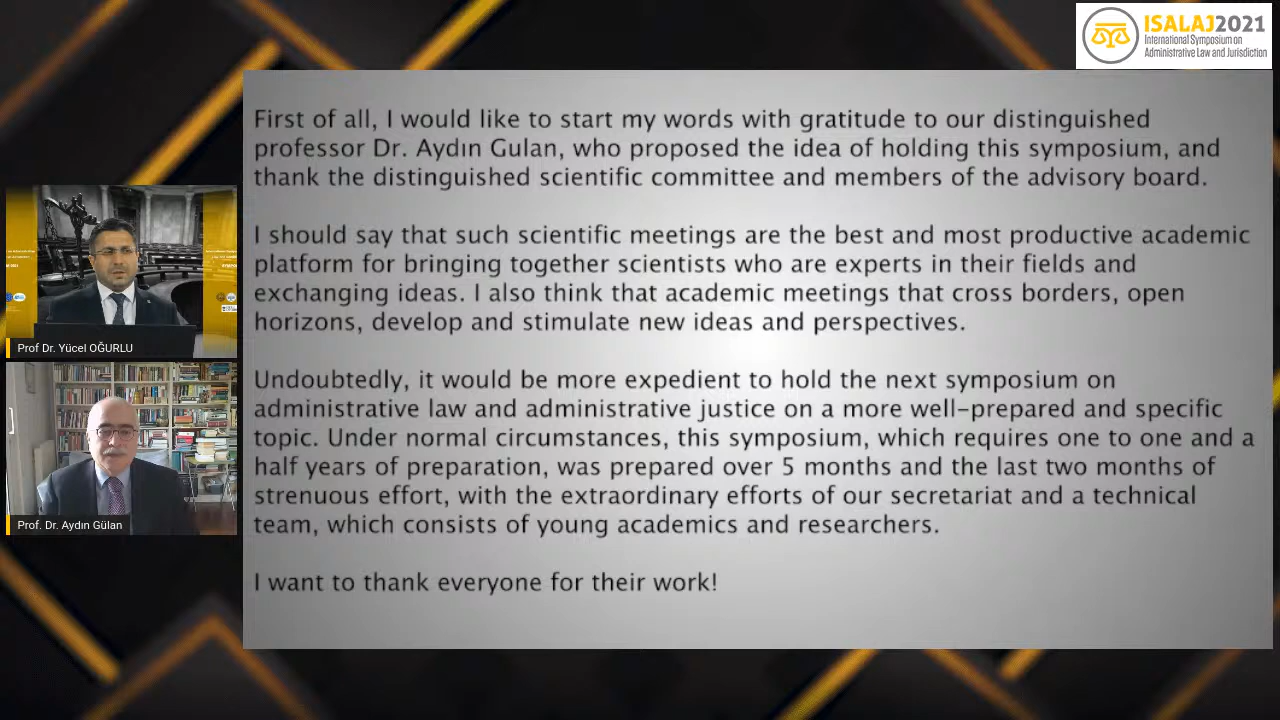 ISALAJ2021
International Symposium on
Administrative Law and Jurisdiction
First of all, I would like to start my words with gratitude to our distinguished
professor Dr. Aydın Gulan, who proposed the idea of holding this symposium, and
thank the distinguished scientific committee and members of the advisory board.
I should say that such scientific meetings are the best and most productive academic
platform for bringing together scientists who are experts in their fields and
exchanging ideas. I also think that academic meetings that cross borders, open
horizons, develop and stimulate new ideas and perspectives.
Undoubtedly, it would be more expedient to hold the next symposium on
administrative law and administrative justice on a more well-prepared and specific
topic. Under normal circumstances, this symposium, which requires one to one and a
half years of preparation, was prepared over 5 months and the last two months of
strenuous effort, with the extraordinary efforts of our secretariat and a technical
team, which consists of young academics and researchers.
I want to thank everyone for their work!
Prof Dr. Yücel OĞURLU
Prof. Dr. Aydın Gülan